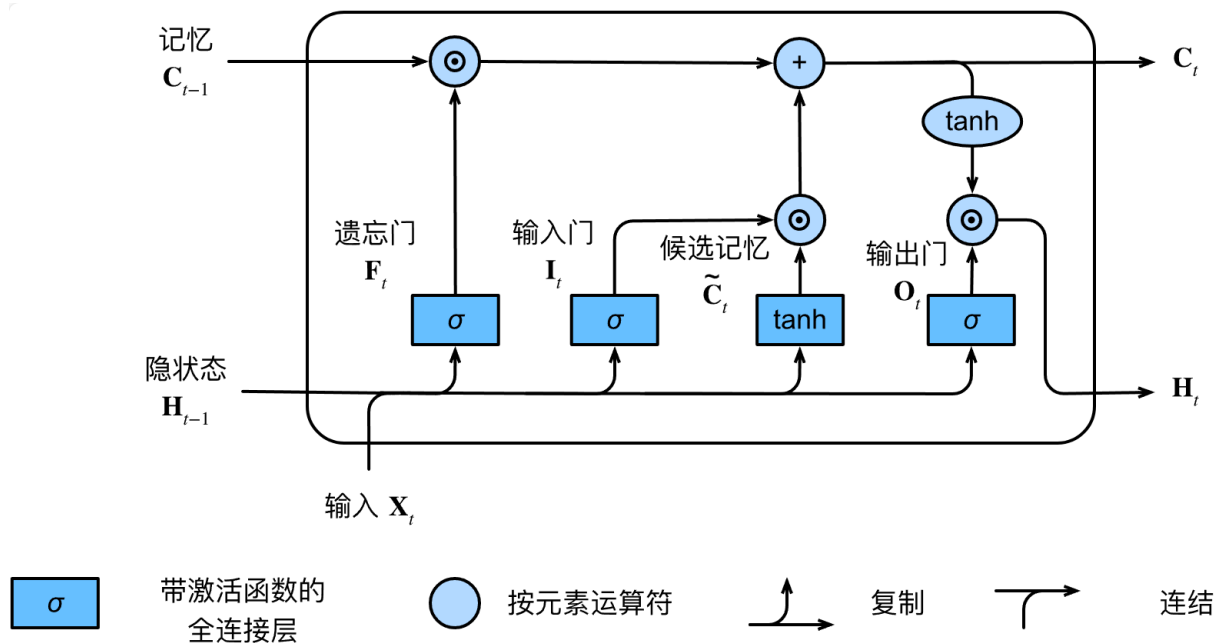 记忆
C_{t-1}
⊙
+
C_t
tanh
遗忘门
F_t
输入门
I_t
⊙
候选记忆
C̃_t
⊙
输出门
O_t
σ
σ
tanh
σ
隐状态
H_{t-1}
H_t
输入 X_t
σ
带激活函数的
全连接层
按元素运算符
复制
连结